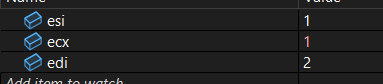 Name Value
esi 1
ecx 1
edi 2
Add item to watch